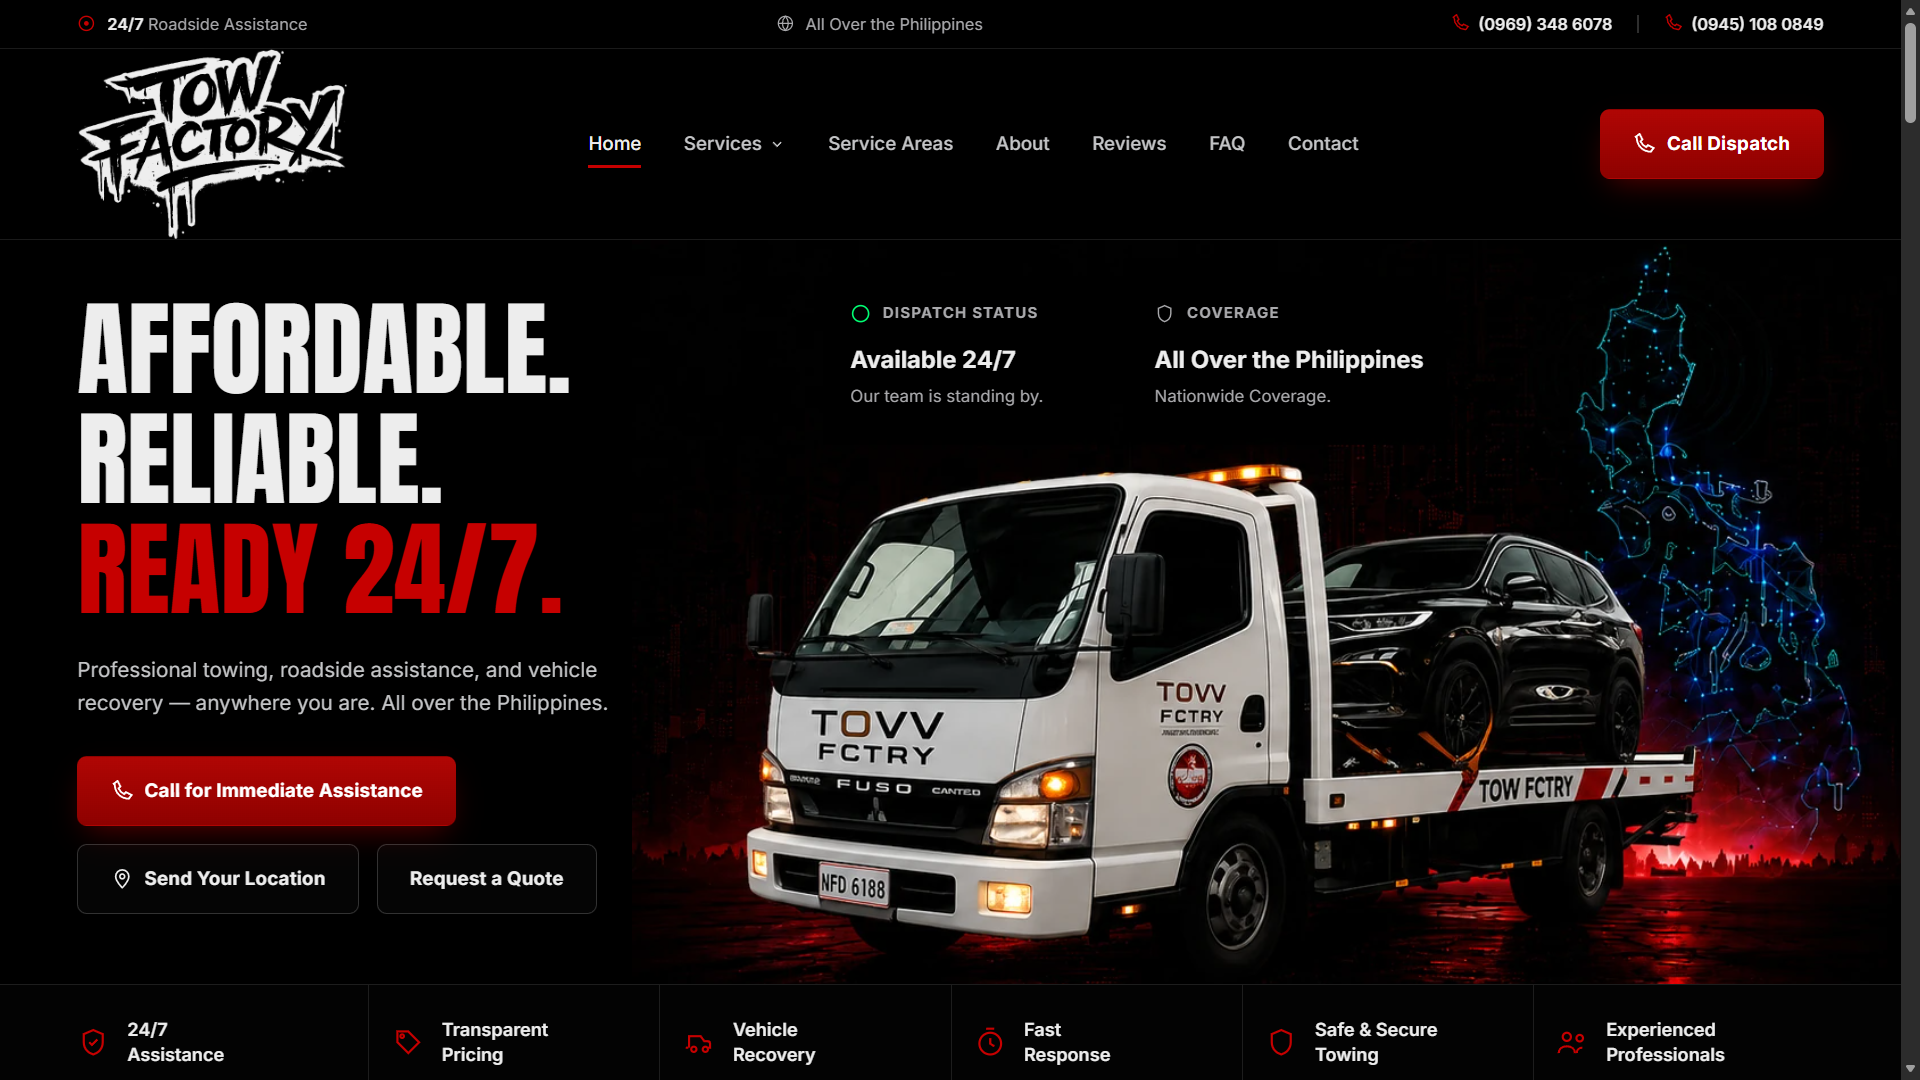 24/7 Roadside Assistance
All Over the Philippines
(0969) 348 6078
(0945) 108 0849
TOW
FACTORY
Home
Services
Service Areas
About
Reviews
FAQ
Contact
Call Dispatch
AFFORDABLE.
RELIABLE.
READY 24/7.
DISPATCH STATUS
Available 24/7
Our team is standing by.
COVERAGE
All Over the Philippines
Nationwide Coverage.
Professional towing, roadside assistance, and vehicle
recovery — anywhere you are. All over the Philippines.
Call for Immediate Assistance
Send Your Location
Request a Quote
TOVV
FCTRY
FUSO
CANTED
NFD 6188
TOVV
FCTRY
TOW FCTRY
24/7
Assistance
Transparent
Pricing
Vehicle
Recovery
Fast
Response
Safe & Secure
Towing
Experienced
Professionals